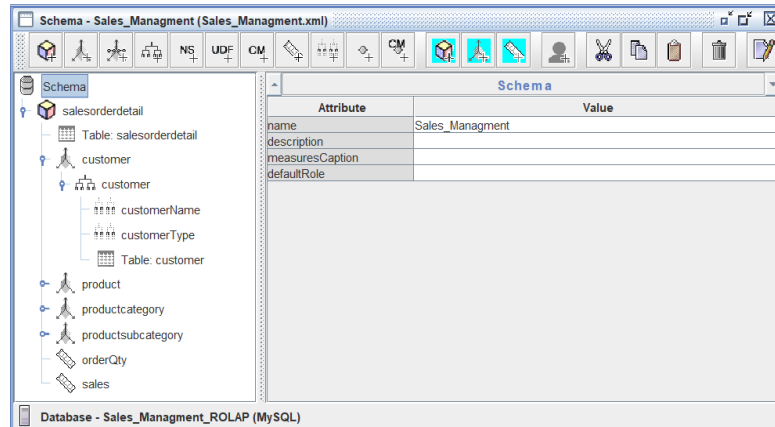 Schema - Sales_Managment (Sales_Managment.xml)
NS UDF CM CM
Schema
salesorderdetail
Table: salesorderdetail
customer
customer
customerName
customerType
Table: customer
product
productcategory
productsubcategory
orderQty
sales
Schema
Attribute Value
name Sales_Managment
description
measuresCaption
defaultRole
Database - Sales_Managment_ROLAP (MySQL)